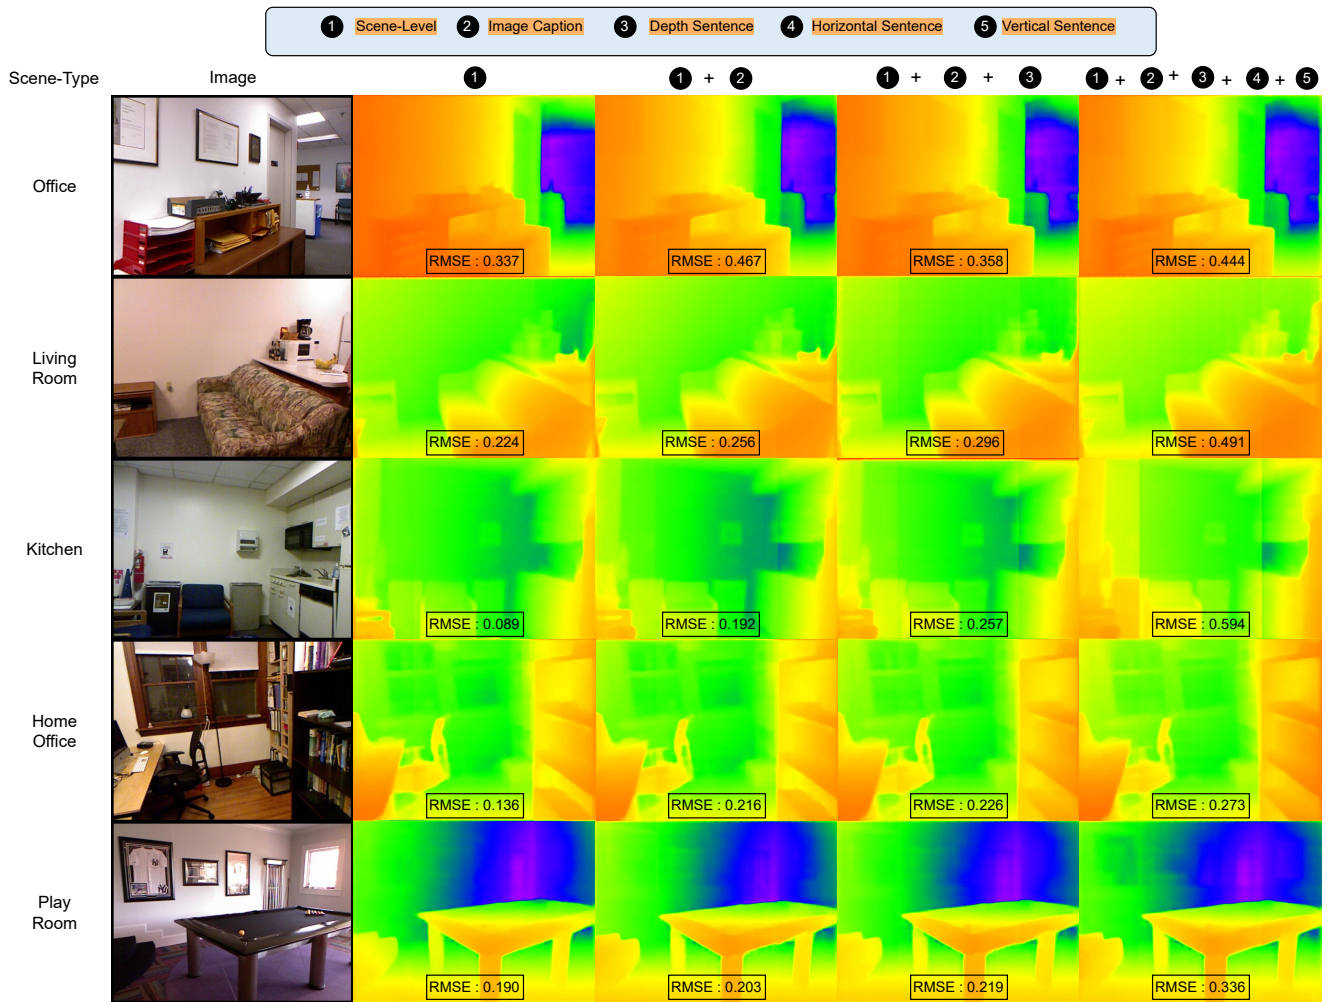 1 Scene-Level 2 Image Caption 3 Depth Sentence 4 Horizontal Sentence 5 Vertical Sentence
Scene-Type Image 1 1 + 2 1 + 2 + 3 1 + 2 + 3 + 4 + 5
Office
RMSE : 0.337 RMSE : 0.467 RMSE : 0.358 RMSE : 0.444
Living
Room
RMSE : 0.224 RMSE : 0.256 RMSE : 0.296 RMSE : 0.491
Kitchen
RMSE : 0.089 RMSE : 0.192 RMSE : 0.257 RMSE : 0.594
Home
Office
RMSE : 0.136 RMSE : 0.216 RMSE : 0.226 RMSE : 0.273
Play
Room
RMSE : 0.190 RMSE : 0.203 RMSE : 0.219 RMSE : 0.336